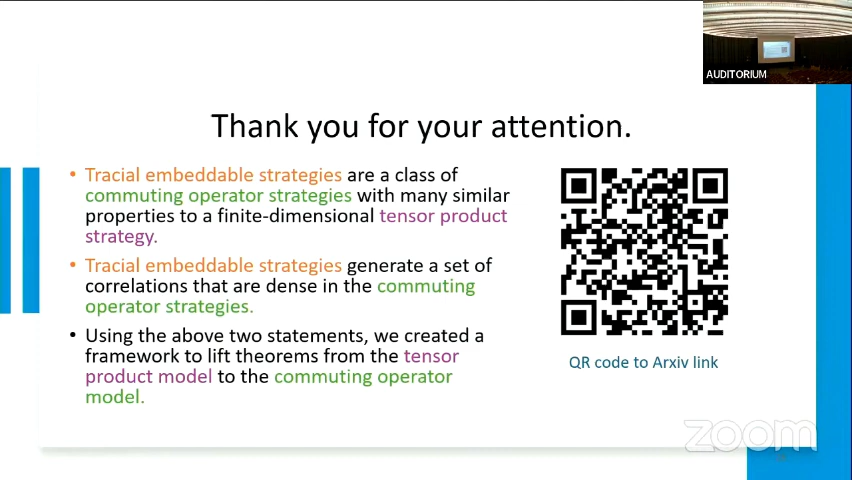 AUDITORIUM
Thank you for your attention.
• Tracial embeddable strategies are a class of
commuting operator strategies with many similar
properties to a finite-dimensional tensor product
strategy.
• Tracial embeddable strategies generate a set of
correlations that are dense in the commuting
operator strategies.
• Using the above two statements, we created a
framework to lift theorems from the tensor
product model to the commuting operator
model.
QR code to Arxiv link
zoom